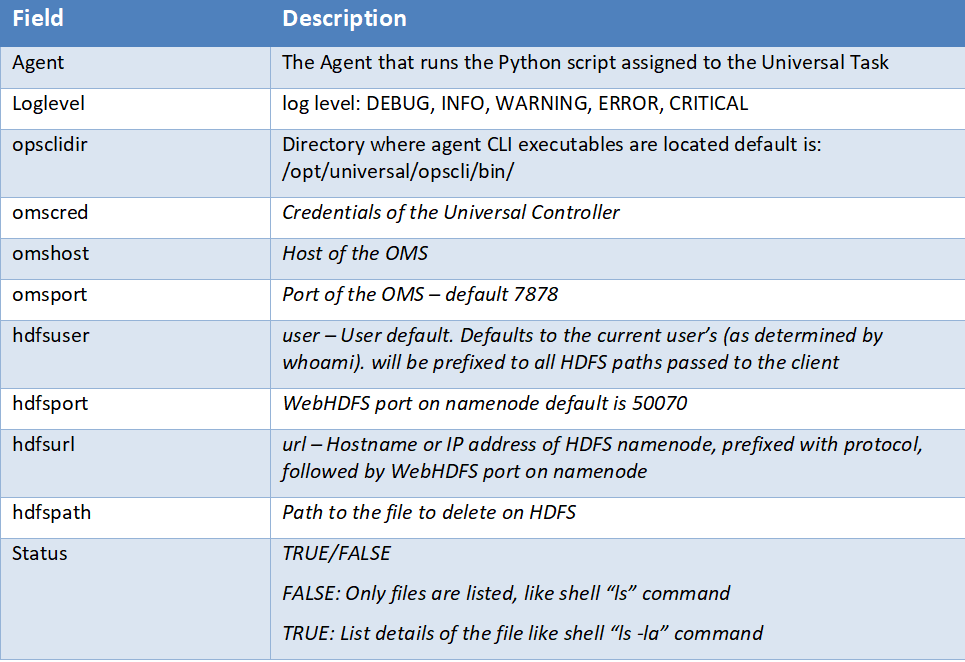 Field Description
Agent The Agent that runs the Python script assigned to the Universal Task
Loglevel log level: DEBUG, INFO, WARNING, ERROR, CRITICAL
opsclidir Directory where agent CLI executables are located default is:
/opt/universal/opscli/bin/
omscred Credentials of the Universal Controller
omshost Host of the OMS
omsport Port of the OMS – default 7878
hdfsuser user – User default. Defaults to the current user’s (as determined by
whoami). will be prefixed to all HDFS paths passed to the client
hdfsport WebHDFS port on namenode default is 50070
hdfsurl url – Hostname or IP address of HDFS namenode, prefixed with protocol,
followed by WebHDFS port on namenode
hdfspath Path to the file to delete on HDFS
Status TRUE/FALSE
FALSE: Only files are listed, like shell “ls” command
TRUE: List details of the file like shell “ls -la” command